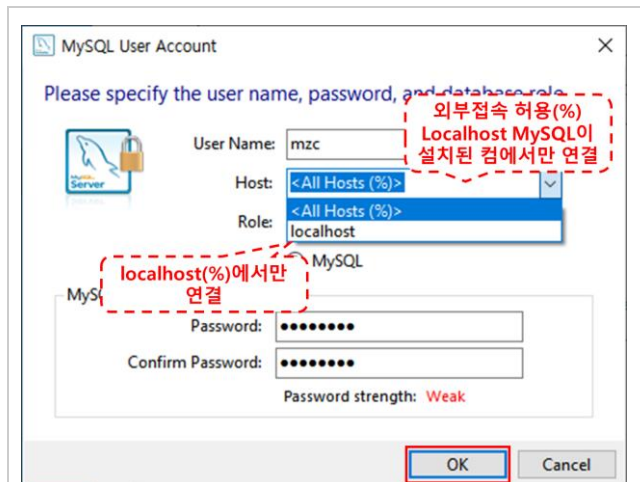 MySQL User Account
Please specify the user name, password, and database role.
외부접속 허용(%)
Localhost MySQL이
설치된 컴에서만 연결
User Name: mzc
Host: <All Hosts (%)>
<All Hosts (%)>
localhost
Role:
MySQL
localhost(%)에서만
연결
MyS
Password: ●●●●●●●●
Confirm Password: ●●●●●●●●
Password strength: Weak
MySQL
Server
OK Cancel